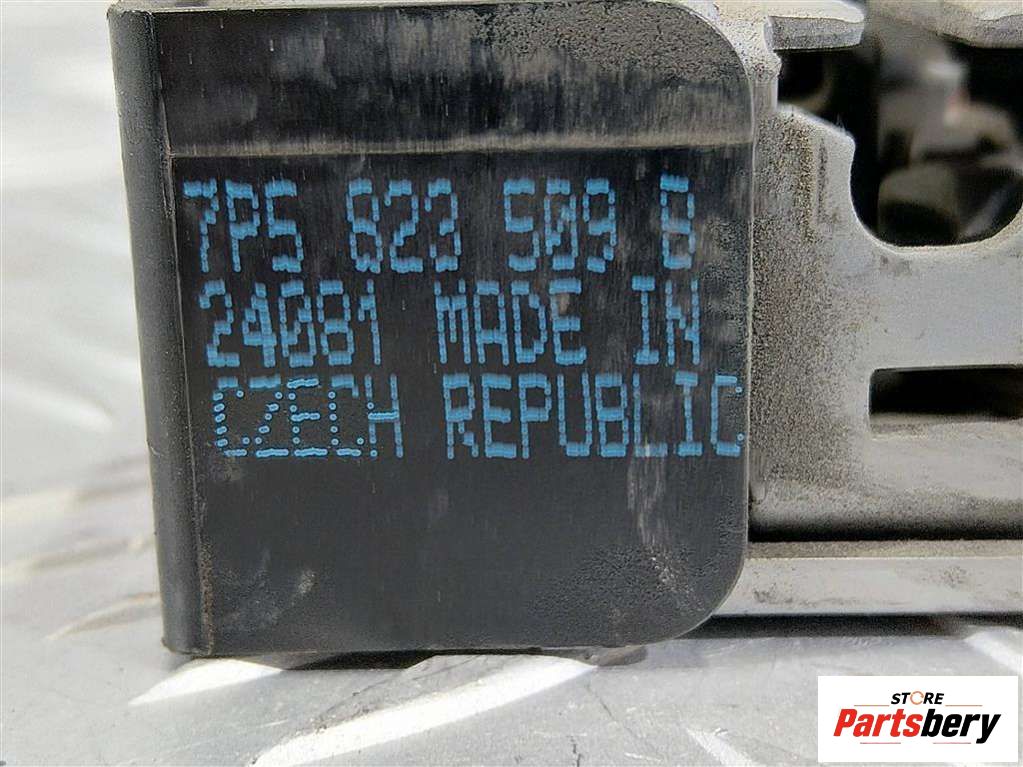 7P5 823 509 B
24081 MADE IN
CZECH REPUBLIC
STORE
Partsbery